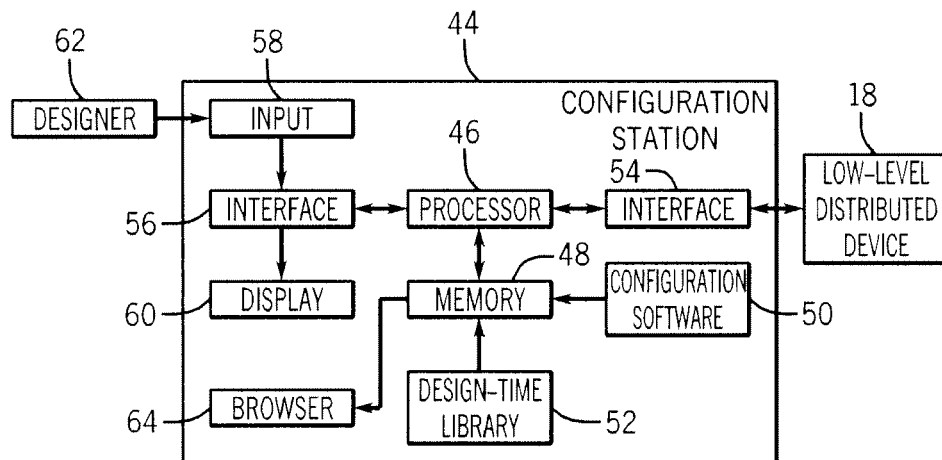 62
58
44
DESIGNER
INPUT
CONFIGURATION
STATION
18
46
54
LOW-LEVEL
DISTRIBUTED
DEVICE
56
INTERFACE
PROCESSOR
INTERFACE
48
60
DISPLAY
MEMORY
CONFIGURATION
SOFTWARE
50
64
BROWSER
DESIGN-TIME
LIBRARY
52